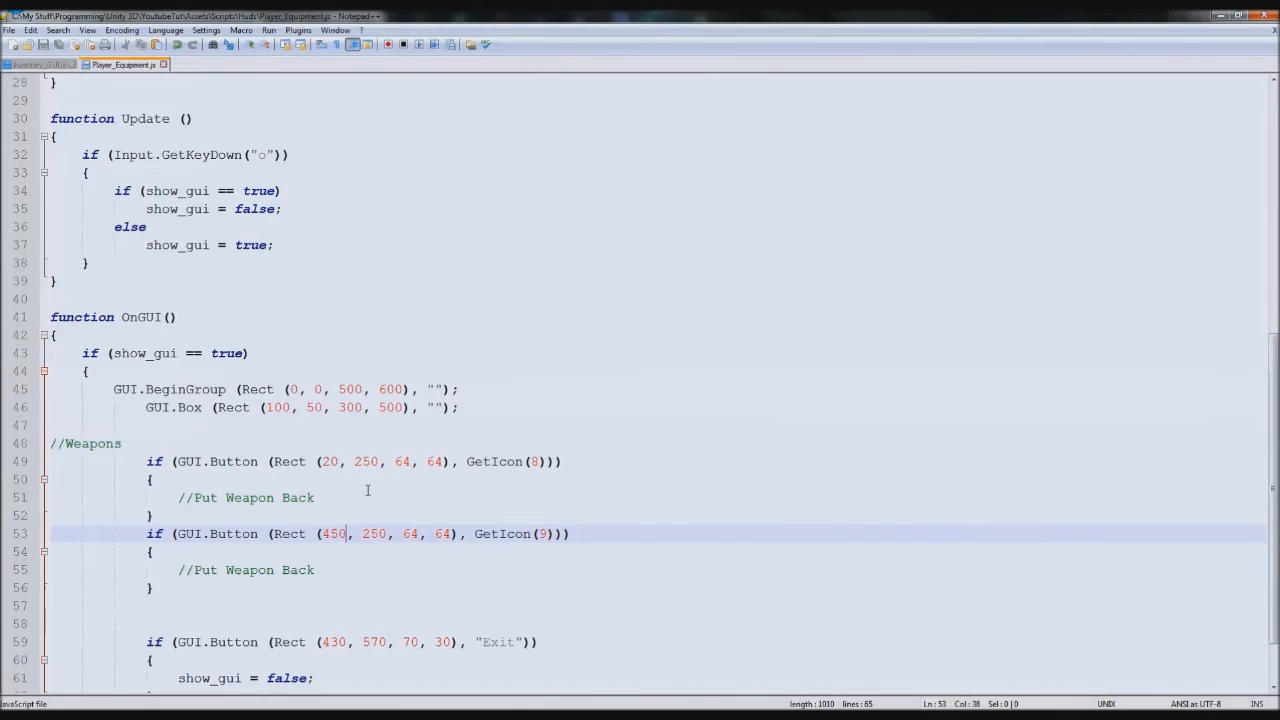 C:\My Stuff\Programming\Unity 3D\YoutubeTut\Assets\Scripts\Huds\Player_Equipment.js - Notepad++
File Edit Search View Encoding Language Settings Macro Run Plugins Window ?
Inventory_GUI.js Player_Equipment.js
28 }
29
30 function Update ()
31 {
32 if (Input.GetKeyDown("o"))
33 {
34 if (show_gui == true)
35 show_gui = false;
36 else
37 show_gui = true;
38 }
39 }
40
41 function OnGUI()
42 {
43 if (show_gui == true)
44 {
45 GUI.BeginGroup (Rect (0, 0, 500, 600), "");
46 GUI.Box (Rect (100, 50, 300, 500), "");
47
48 //Weapons
49 if (GUI.Button (Rect (20, 250, 64, 64), GetIcon(8)))
50 {
51 //Put Weapon Back
52 }
53 if (GUI.Button (Rect (450, 250, 64, 64), GetIcon(9)))
54 {
55 //Put Weapon Back
56 }
57
58
59 if (GUI.Button (Rect (430, 570, 70, 30), "Exit"))
60 {
61 show_gui = false;
JavaScript file length : 1010 lines : 65 Ln : 53 Col : 38 Sel : 0 | 0 UNIX ANSI as UTF-8 INS